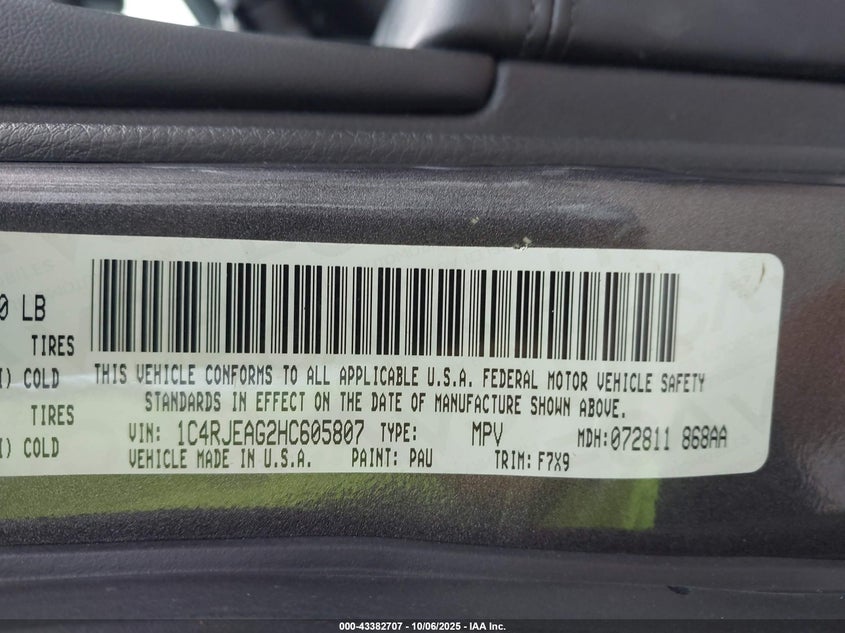 0 LB
TIRES
I) COLD
TIRES
I) COLD
THIS VEHICLE CONFORMS TO ALL APPLICABLE U.S.A. FEDERAL MOTOR VEHICLE SAFETY
STANDARDS IN EFFECT ON THE DATE OF MANUFACTURE SHOWN ABOVE.
VIN: 1C4RJEAG2HC605807 TYPE: MPV MDH:072811 868AA
VEHICLE MADE IN U.S.A. PAINT: PAU TRIM: F7X9
000-43382707 - 10/06/2025 - IAA Inc.